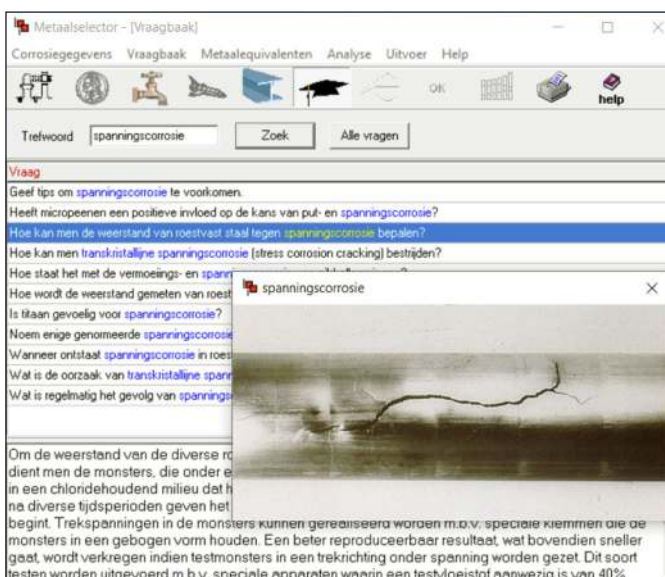 Metaalselector - [Vraagbaak]
Corrosiegegevens Vraagbaak Metaalequivalenten Analyse Uitvoer Help
OK
help
Trefwoord spanningscorrosie Zoek Alle vragen
Vraag
Geef tips om spanningscorrosie te voorkomen.
Heeft micropeenen een positieve invloed op de kans van put- en spanningscorrosie?
Hoe kan men de weerstand van roestvast staal tegen spanningscorrosie bepalen?
Hoe kan men transkristallijne spanningscorrosie (stress corrosion cracking) bestrijden?
Hoe staat het met de vermoeiings- en
Hoe wordt de weerstand gemeten van
Is titaan gevoelig voor spanningscorrosie?
Noem enige genormeerde
Wanneer ontstaat spanningscorrosie in
Wat is de oorzaak van transkristallijne
Wat is regelmatig het gevolg van
spanningscorrosie
Om de weerstand van de diverse
dient men de monsters, die onder
in een chloridehoudend milieu dat
na diverse tijdsperioden geven het
begint. Trekspanningen in de monsters kunnen gerealiseerd worden m.b.v. speciale klemmen die de
monsters in een gebogen vorm houden. Een beter reproduceerbaar resultaat, wat bovendien sneller
gaat, wordt verkregen indien testmonsters in een trekrichting onder spanning worden gezet. Dit soort
testen worden uitgevoerd m.b.v. speciale apparaten waarin een testvloeistof aanwezig is van 40%